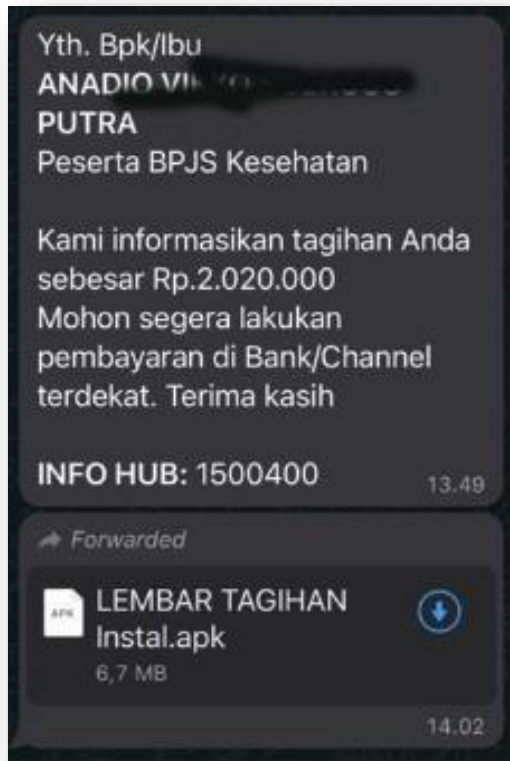 Yth. Bpk/Ibu
ANADIO
PUTRA
Peserta BPJS Kesehatan
Kami informasikan tagihan Anda
sebesar Rp.2.020.000
Mohon segera lakukan
pembayaran di Bank/Channel
terdekat. Terima kasih
INFO HUB: 1500400
13.49
Forwarded
APK
LEMBAR TAGIHAN
Instal.apk
6,7 MB
14.02